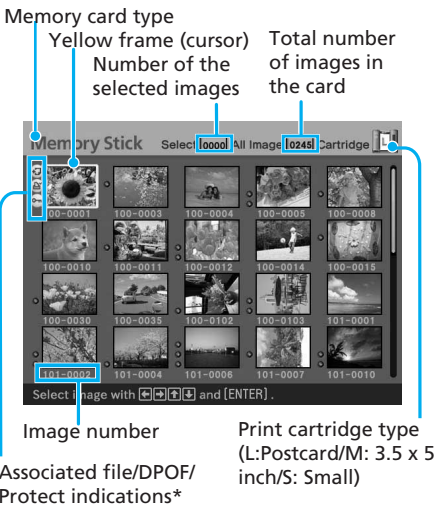 Memory card type
Yellow frame (cursor)
Number of the
selected images
Total number
of images in
the card
Memory Stick
Select 0000 All Image 0245 Cartridge L
100-0001 100-0003 100-0004 100-0005 100-0008
100-0010 100-0011 100-0012 100-0014 100-0015
100-0030 100-0035 100-0102 100-0103 101-0001
101-0002 101-0004 101-0006 101-0007 101-0010
Select image with and [ENTER] .
Image number
Associated file/DPOF/
Protect indications*
Print cartridge type
(L:Postcard/M: 3.5 x 5
inch/S: Small)